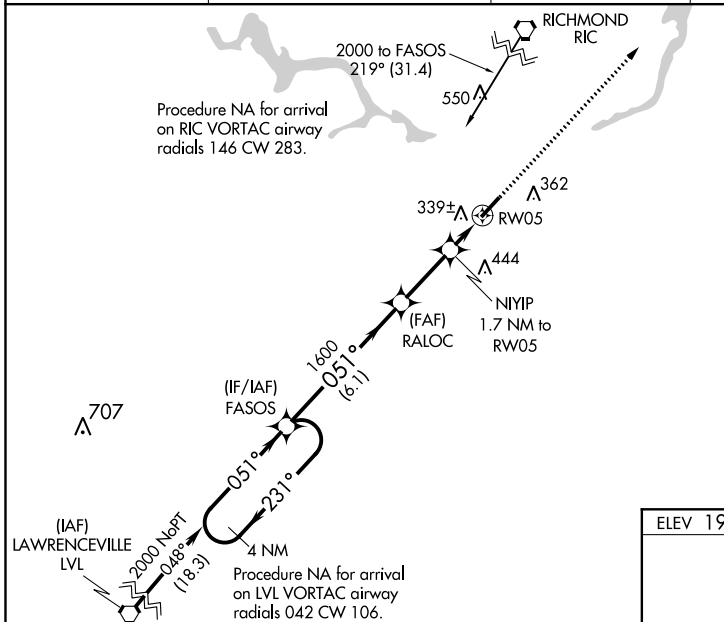 RICHMOND
RIC
2000 to FASOS
219° (31.4)
550
Procedure NA for arrival
on RIC VORTAC airway
radials 146 CW 283.
362
339±
RW05
444
NIYIP
1.7 NM to
RW05
(FAF)
RALOC
1600
051°
(6.1)
(IF/IAF)
FASOS
707
051°
231°
(IAF)
LAWRENCEVILLE
LVL
2000 NoPT
048°
(18.3)
4 NM
Procedure NA for arrival
on LVL VORTAC airway
radials 042 CW 106.
ELEV 19